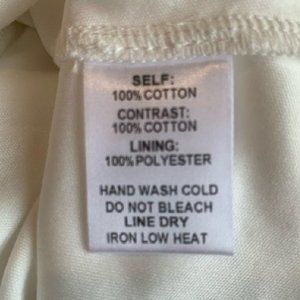 SELF:
100% COTTON
CONTRAST:
100% COTTON
LINING:
100% POLYESTER
HAND WASH COLD
DO NOT BLEACH
LINE DRY
IRON LOW HEAT